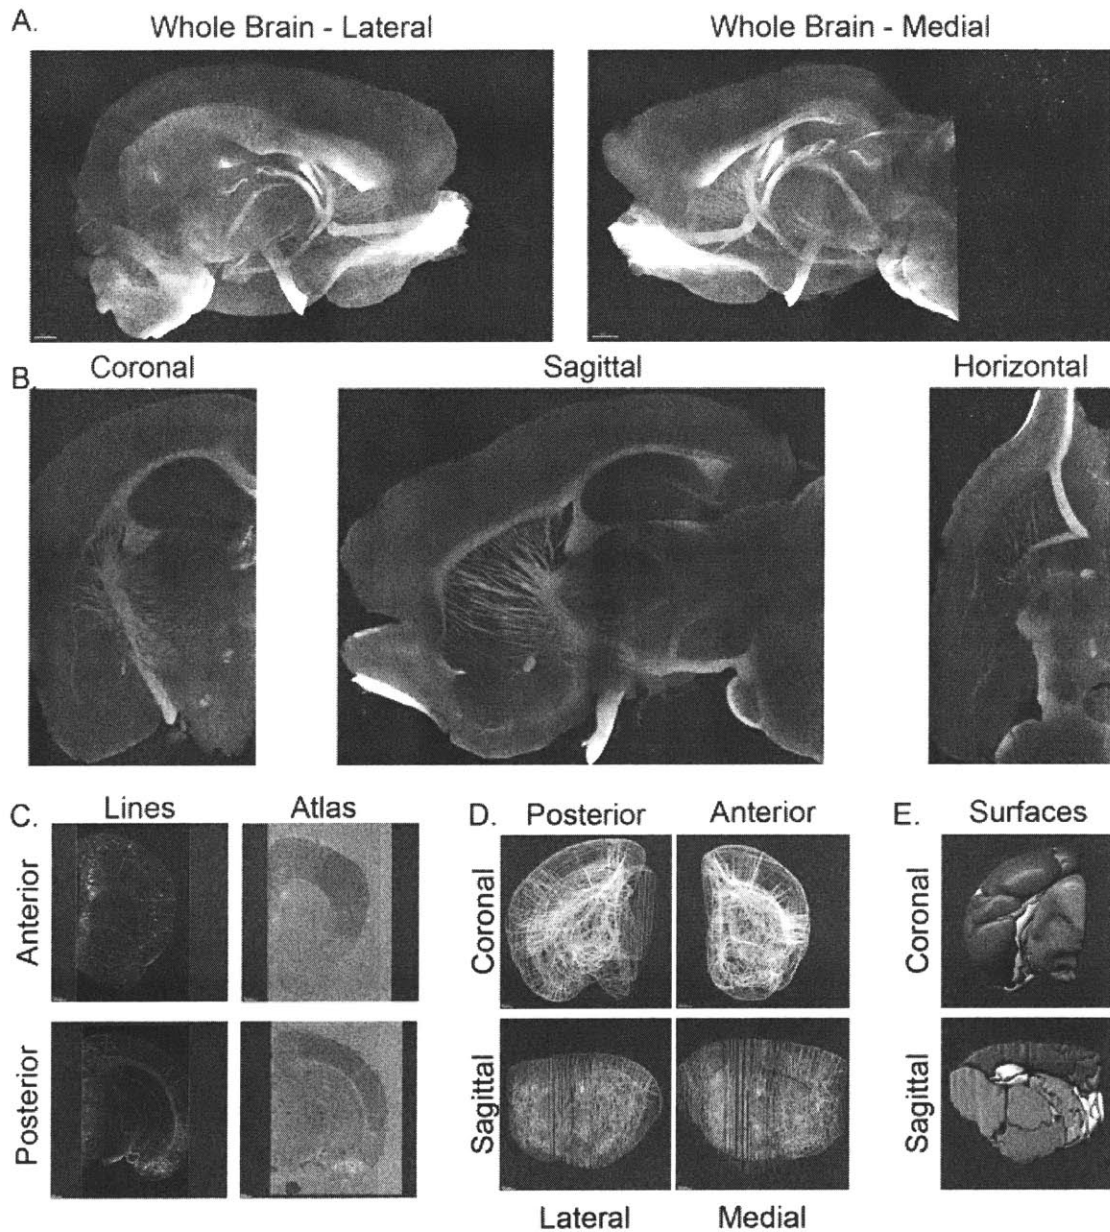 A.
Whole Brain - Lateral
Whole Brain - Medial
B.
Coronal
Sagittal
Horizontal
C.
Lines
Atlas
Anterior
Posterior
D.
Posterior
Anterior
Coronal
Sagittal
Lateral
Medial
E.
Surfaces
Coronal
Sagittal